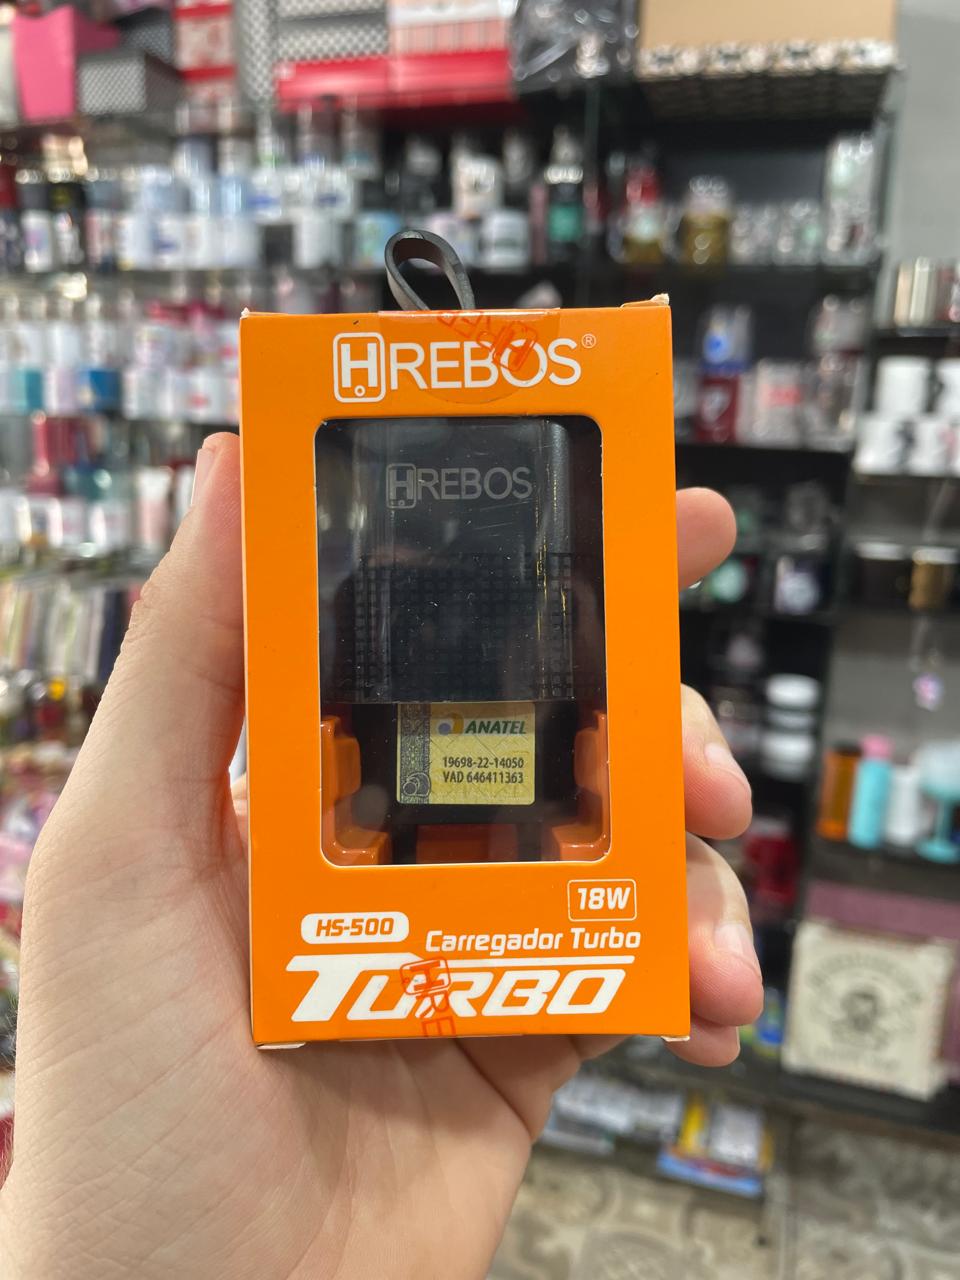 HREBOS®
HREBOS
ANATEL
19698-22-14050
VAD 646411363
18W
HS-500
Carregador Turbo
TURBO